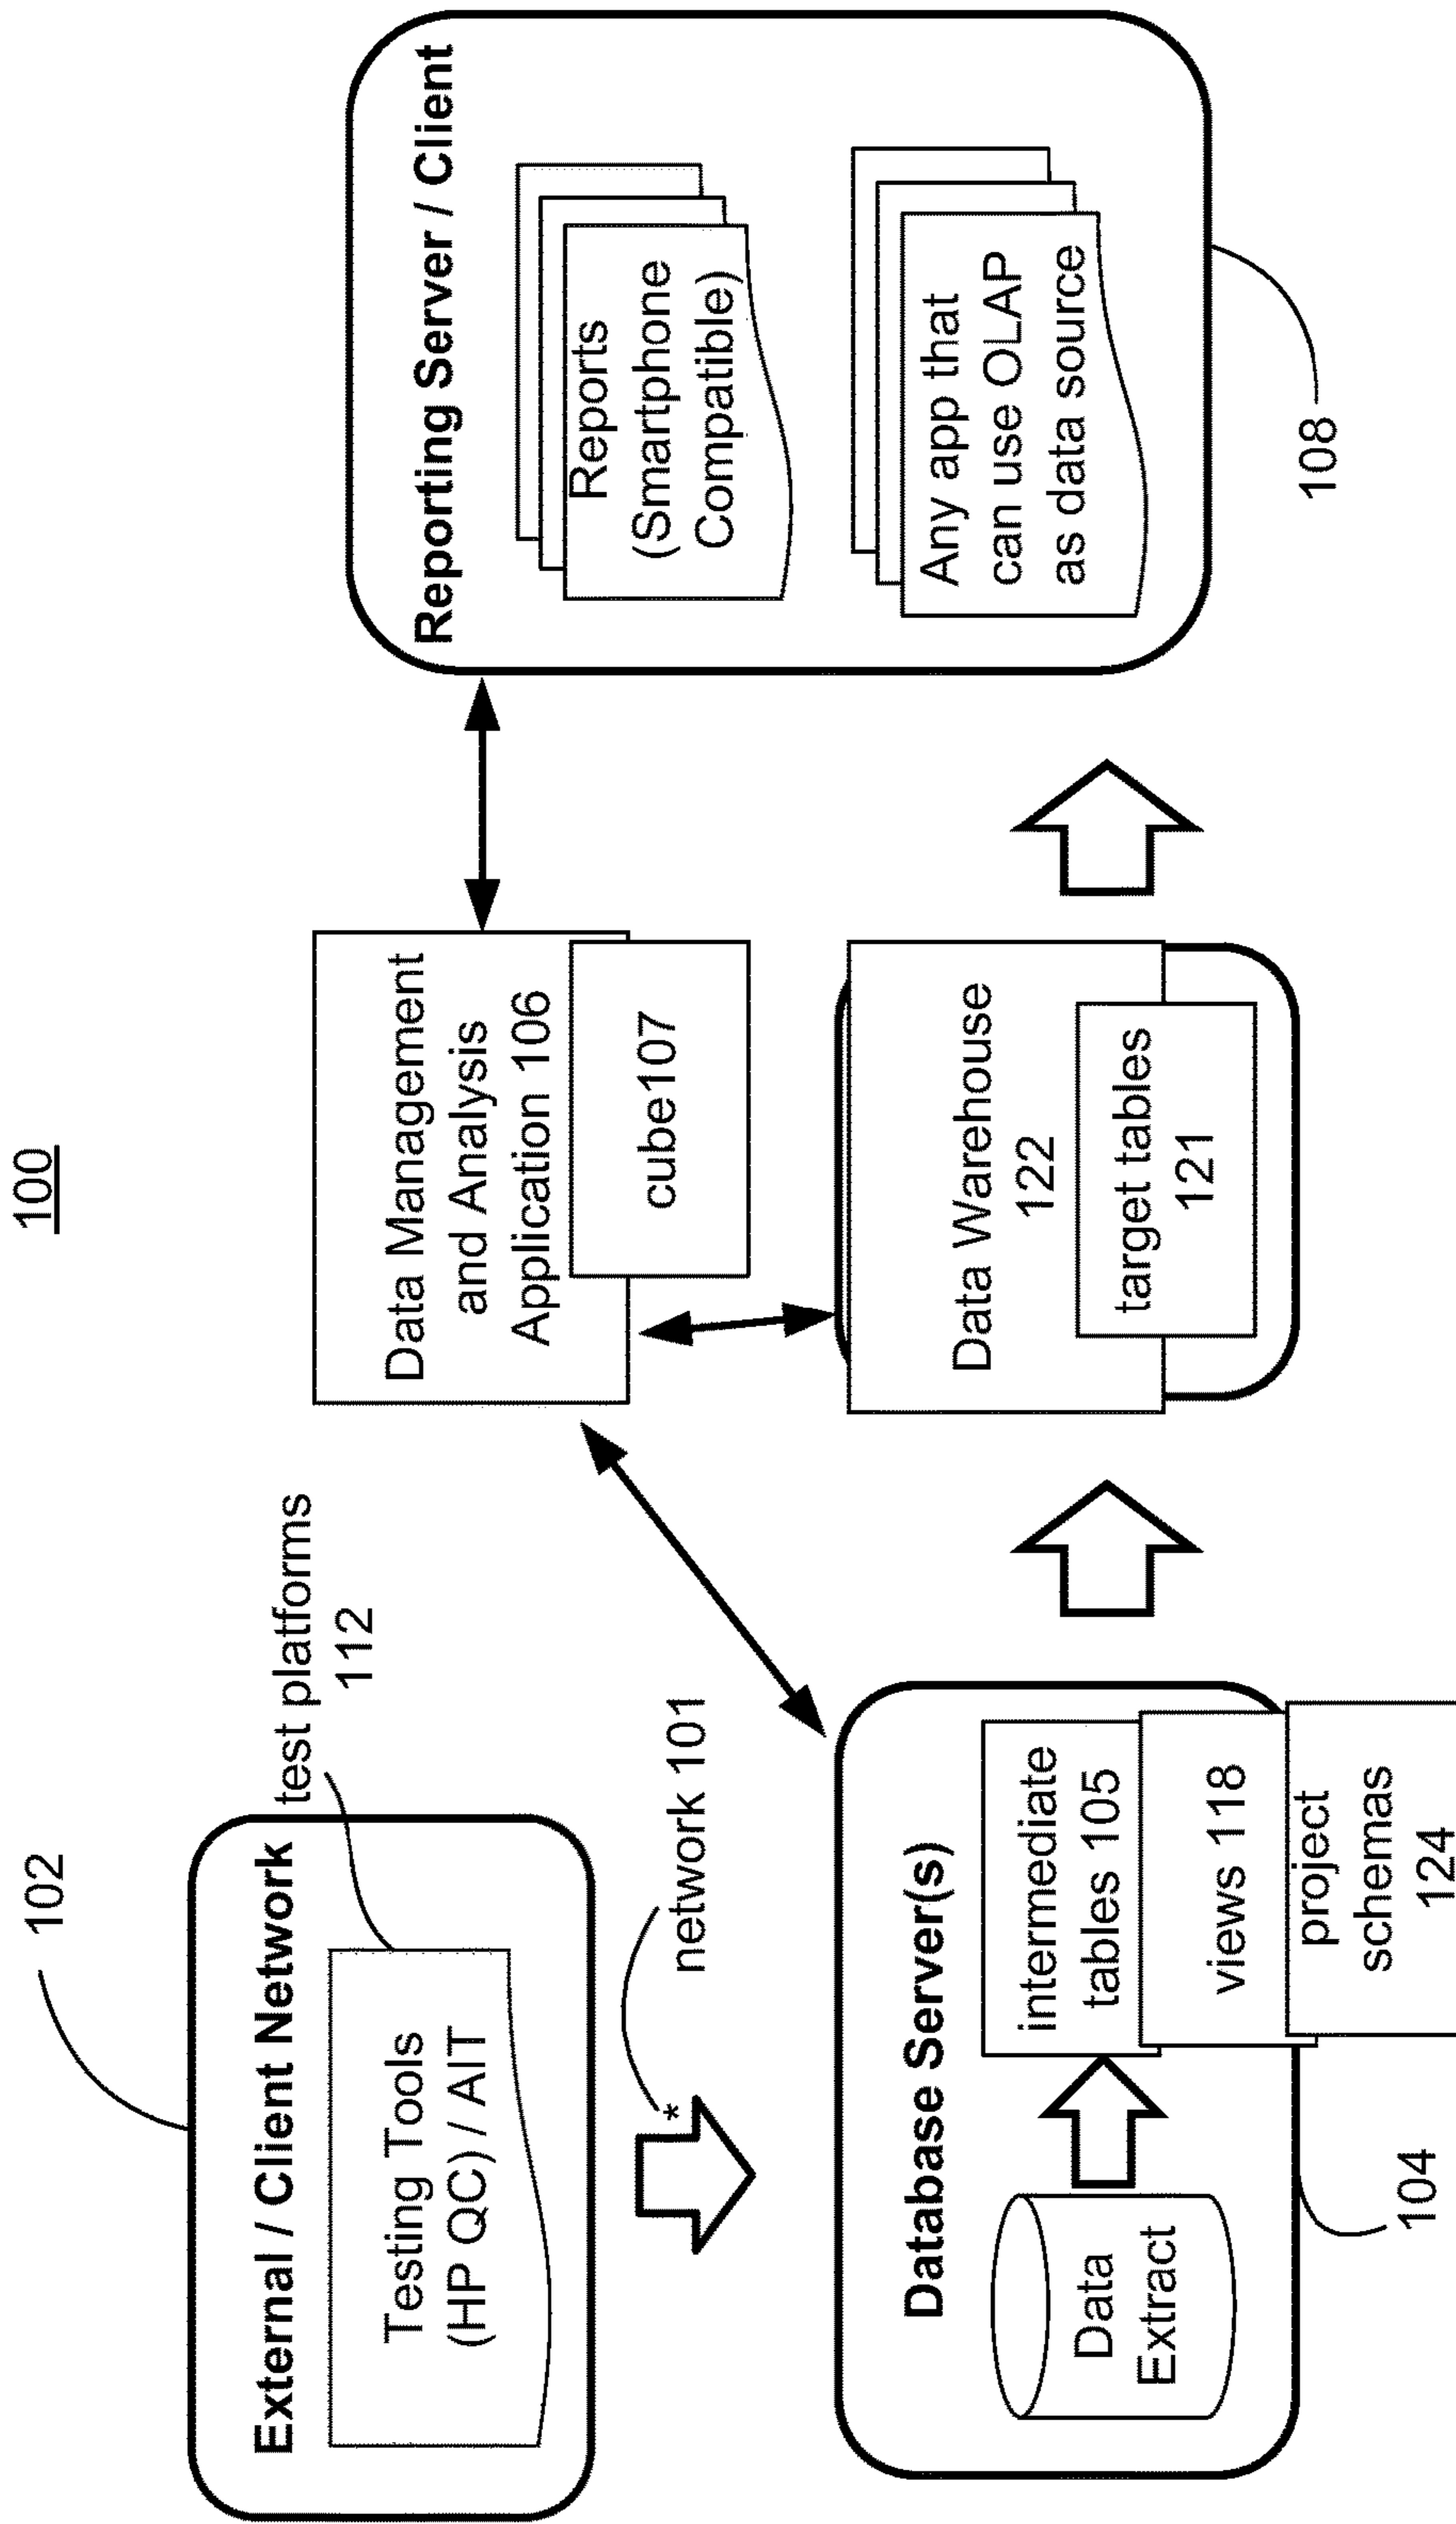 100
102
External / Client Network
Testing Tools
(HP QC) / AIT
test platforms
112
network 101
*
Database Server(s)
Data
Extract
intermediate
tables 105
views 118
project
schemas
124
104
Data Management
and Analysis
Application 106
cube107
Data Warehouse
122
target tables
121
Reporting Server / Client
Reports
(Smartphone
Compatible)
Any app that
can use OLAP
as data source
108